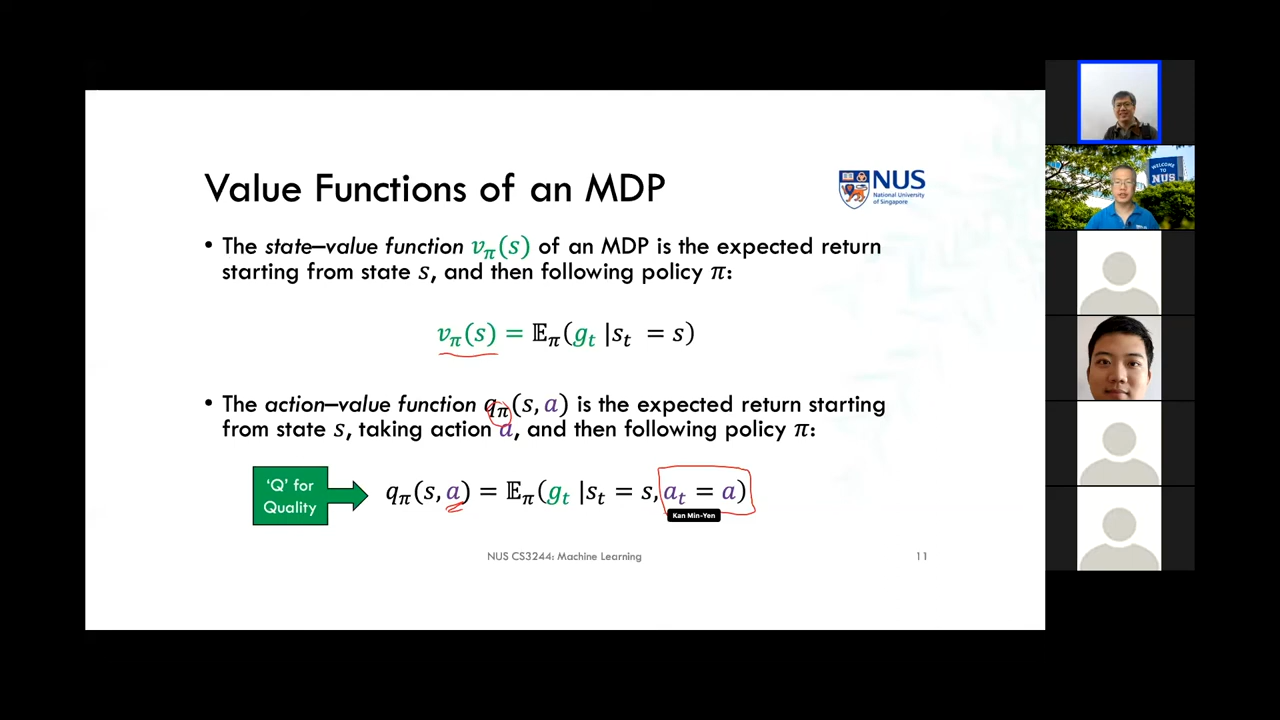 Value Functions of an MDP
NUS
National University
of Singapore
• The state–value function vπ(s) of an MDP is the expected return
starting from state s, and then following policy π:
vπ(s) = 𝔼π(gt |st = s)
• The action–value function qπ(s, a) is the expected return starting
from state s, taking action a, and then following policy π:
'Q' for
Quality
qπ(s, a) = 𝔼π(gt |st = s, at = a)
Kan Min-Yen
NUS CS3244: Machine Learning
11
WELCOME
TO
NUS